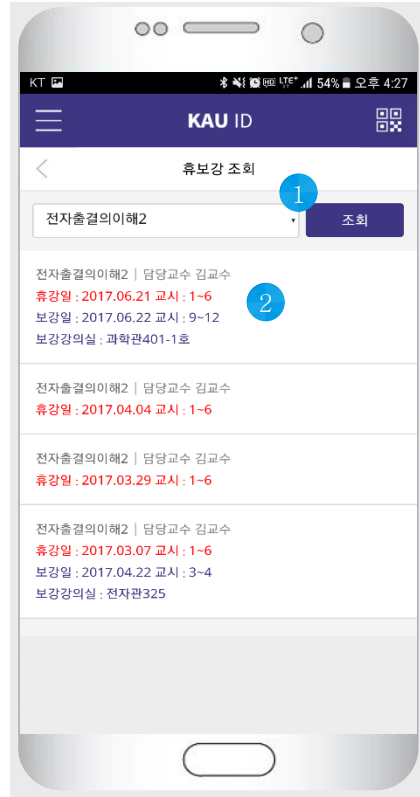 KT HD LTE+ 54% 오후 4:27
KAU ID
휴보강 조회
1
전자출결의이해2 조회
전자출결의이해2 | 담당교수 김교수
휴강일 : 2017.06.21 교시 : 1~6
2
보강일 : 2017.06.22 교시 : 9~12
보강강의실 : 과학관401-1호
전자출결의이해2 | 담당교수 김교수
휴강일 : 2017.04.04 교시 : 1~6
전자출결의이해2 | 담당교수 김교수
휴강일 : 2017.03.29 교시 : 1~6
전자출결의이해2 | 담당교수 김교수
휴강일 : 2017.03.07 교시 : 1~6
보강일 : 2017.04.22 교시 : 3~4
보강강의실 : 전자관325